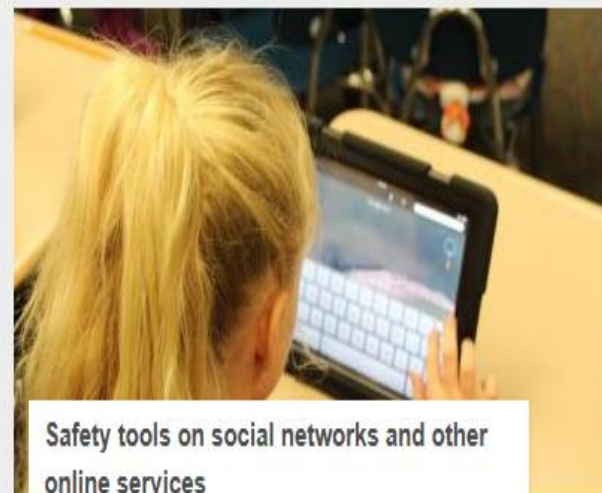 Safety tools on social networks and other
online services